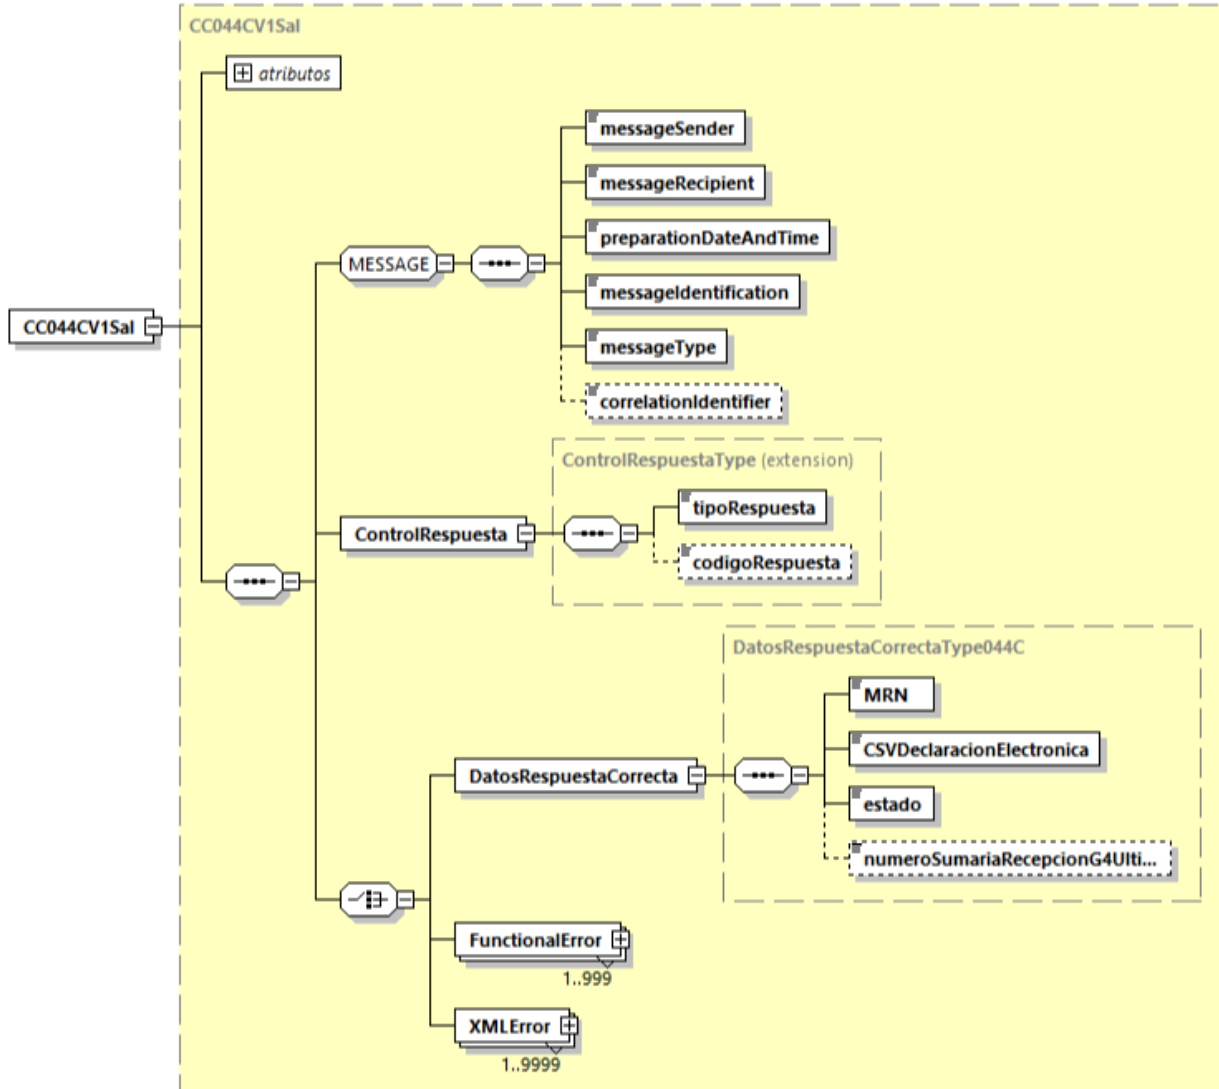 CC044CV1Sal
atributos
messageSender
messageRecipient
preparationDateAndTime
MESSAGE
messageIdentification
CC044CV1Sal
messageType
correlationIdentifier
ControlRespuestaType (extension)
tipoRespuesta
ControlRespuesta
codigoRespuesta
DatosRespuestaCorrectaType044C
MRN
CSVDeclaracionElectronica
DatosRespuestaCorrecta
estado
numeroSumariaRecepcionG4Ulti...
FunctionalError
1..999
XMLError
1..9999